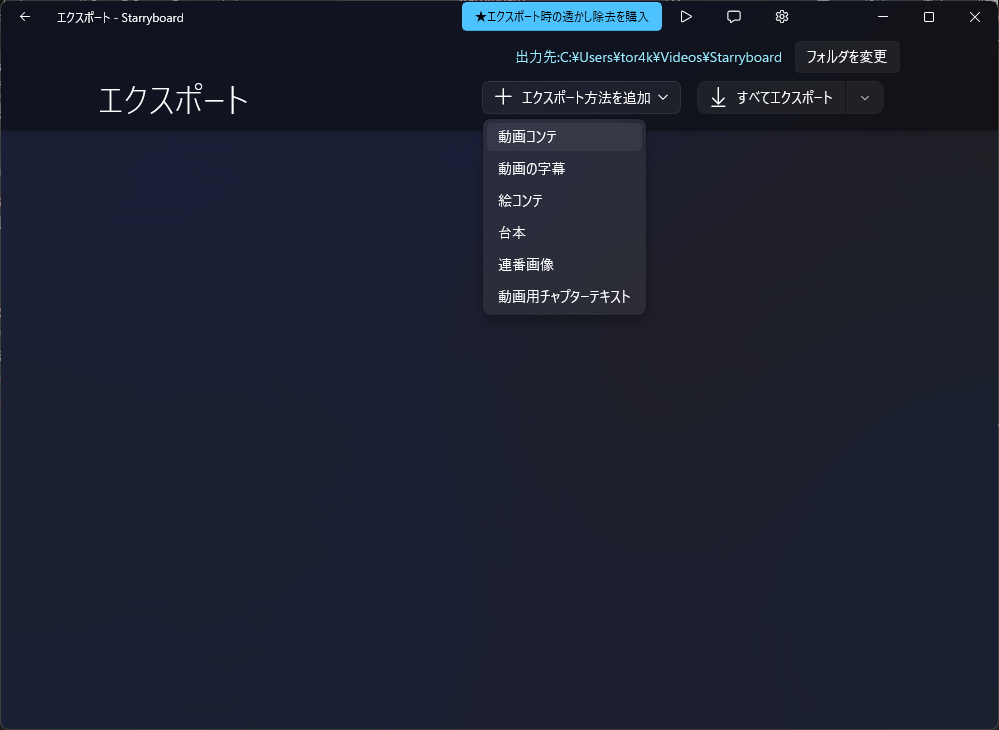 エクスポート - Starryboard
★エクスポート時の透かし除去を購入
出力先:C:¥Users¥tor4k¥Videos¥Starryboard
フォルダを変更
エクスポート
エクスポート方法を追加
すべてエクスポート
動画コンテ
動画の字幕
絵コンテ
台本
連番画像
動画用チャプターテキスト